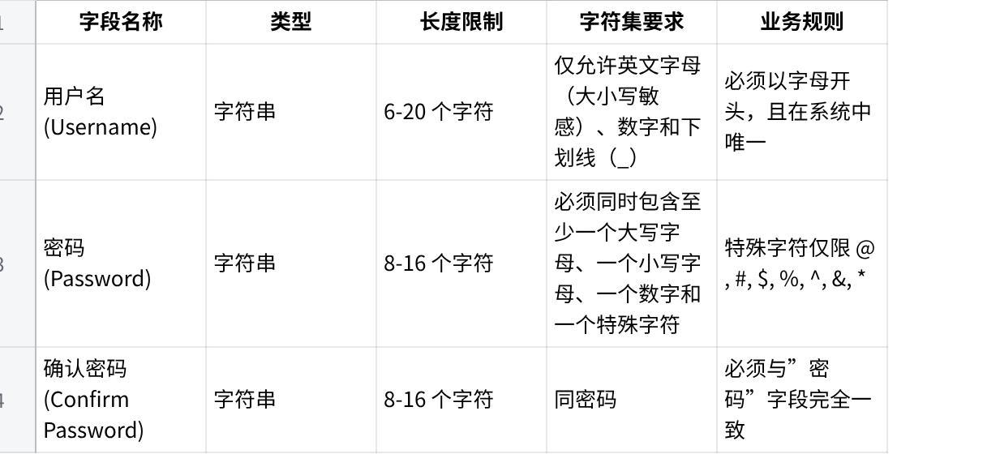 字段名称
类型
长度限制
字符集要求
业务规则
2
用户名
(Username)
字符串
6-20 个字符
仅允许英文字母
（大小写敏
感）、数字和下
划线（_）
必须以字母开
头，且在系统中
唯一
密码
(Password)
字符串
8-16 个字符
必须同时包含至
少一个大写字
母、一个小写字
母、一个数字和
一个特殊字符
特殊字符仅限 @
, #, $, %, ^, &, *
确认密码
(Confirm
Password)
字符串
8-16 个字符
同密码
必须与”密
码”字段完全一
致